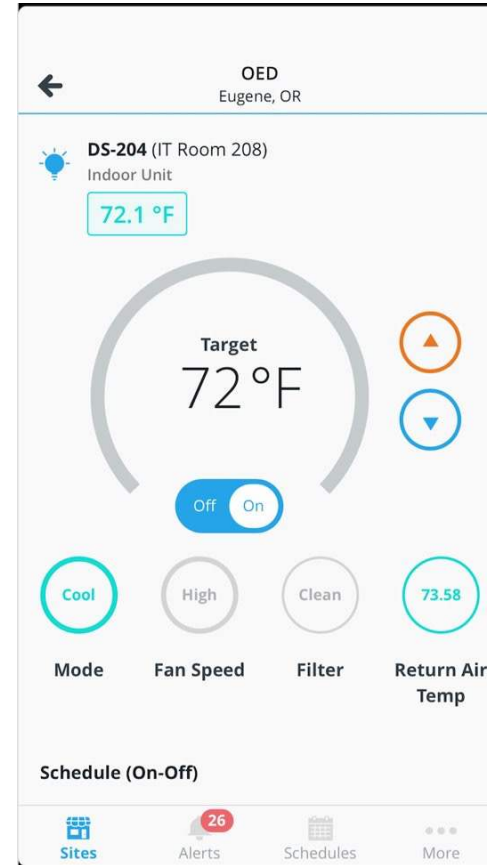 OED
Eugene, OR
DS-204 (IT Room 208)
Indoor Unit
72.1 °F
Target
72°F
Off On
Cool High Clean 73.58
Mode Fan Speed Filter Return Air
Temp
Schedule (On-Off)
26
Sites Alerts Schedules More